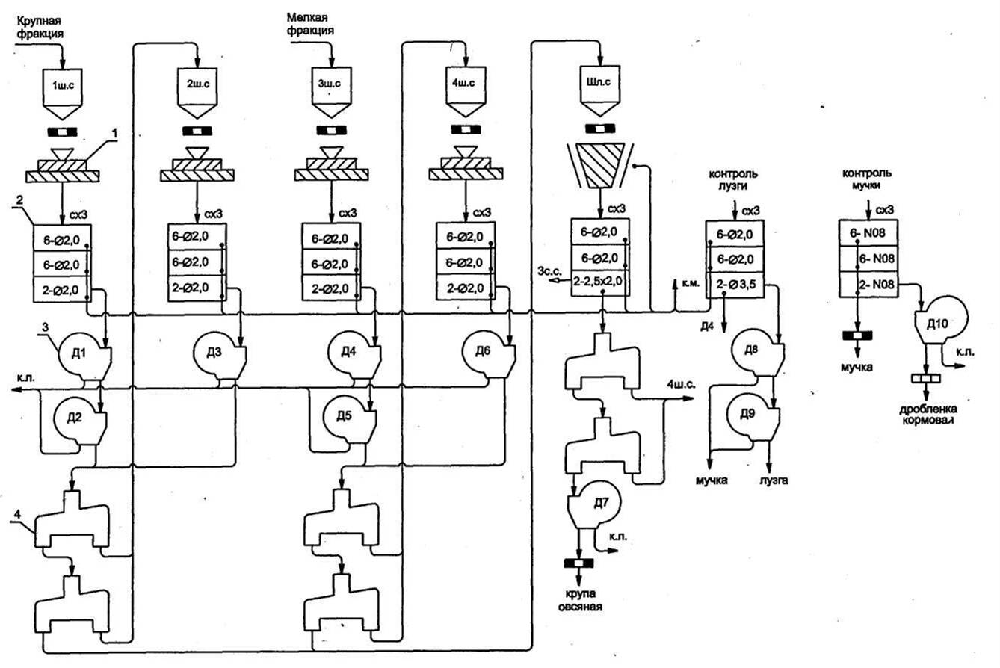 Крупная
фракция
Мелкая
фракция
1ш.с
2ш.с
3ш.с
4ш.с
Шл.с
1
2
сх3
6-Ø2,0
6-Ø2,0
2-Ø2,0
сх3
6-Ø2,0
6-Ø2,0
2-Ø2,0
сх3
6-Ø2,0
6-Ø2,0
2-Ø2,0
сх3
6-Ø2,0
6-Ø2,0
2-Ø2,0
сх3
6-Ø2,0
6-Ø2,0
2-2,5х2,0
3с.с.
контроль
лузги
сх3
6-Ø2,0
6-Ø2,0
2-Ø3,5
к.м.
Д4
контроль
мучки
сх3
6- N08
6- N08
2- N08
3
Д1
Д3
Д4
Д6
Д8
Д10
к.л.
к.л.
мучка
4ш.с.
Д2
Д5
Д9
дробленка
кормовая
мучка
лузга
4
Д7
к.л.
крупа
овсяная